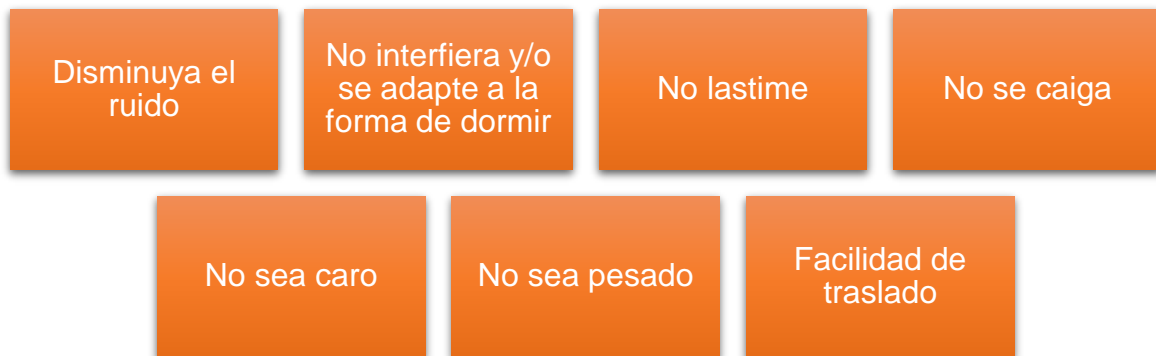 Disminuya el
ruido
No interfiera y/o
se adapte a la
forma de dormir
No lastime
No se caiga
No sea caro
No sea pesado
Facilidad de
traslado